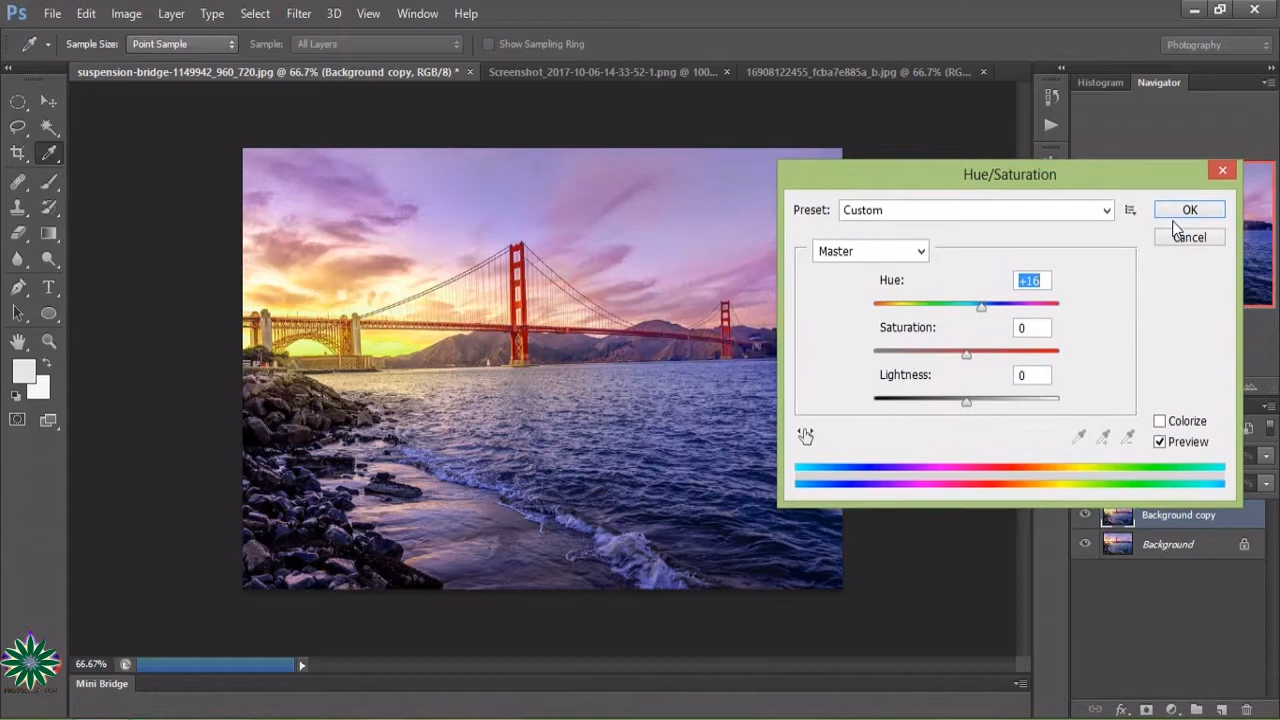 Ps File Edit Image Layer Type Select Filter 3D View Window Help
Sample Size: Point Sample Sample: All Layers Show Sampling Ring Photography
suspension-bridge-1149942_960_720.jpg @ 66.7% (Background copy, RGB/8) * × Screenshot_2017-10-06-14-33-52-1.png @ 100... × 16908122455_fcba7e885a_b.jpg @ 66.7% (RG... ×
Histogram Navigator
Hue/Saturation
Preset: Custom OK
Cancel
Master
Hue: +16
Saturation: 0
Lightness: 0
Colorize
Preview
Background copy
Background
66.67%
Mini Bridge